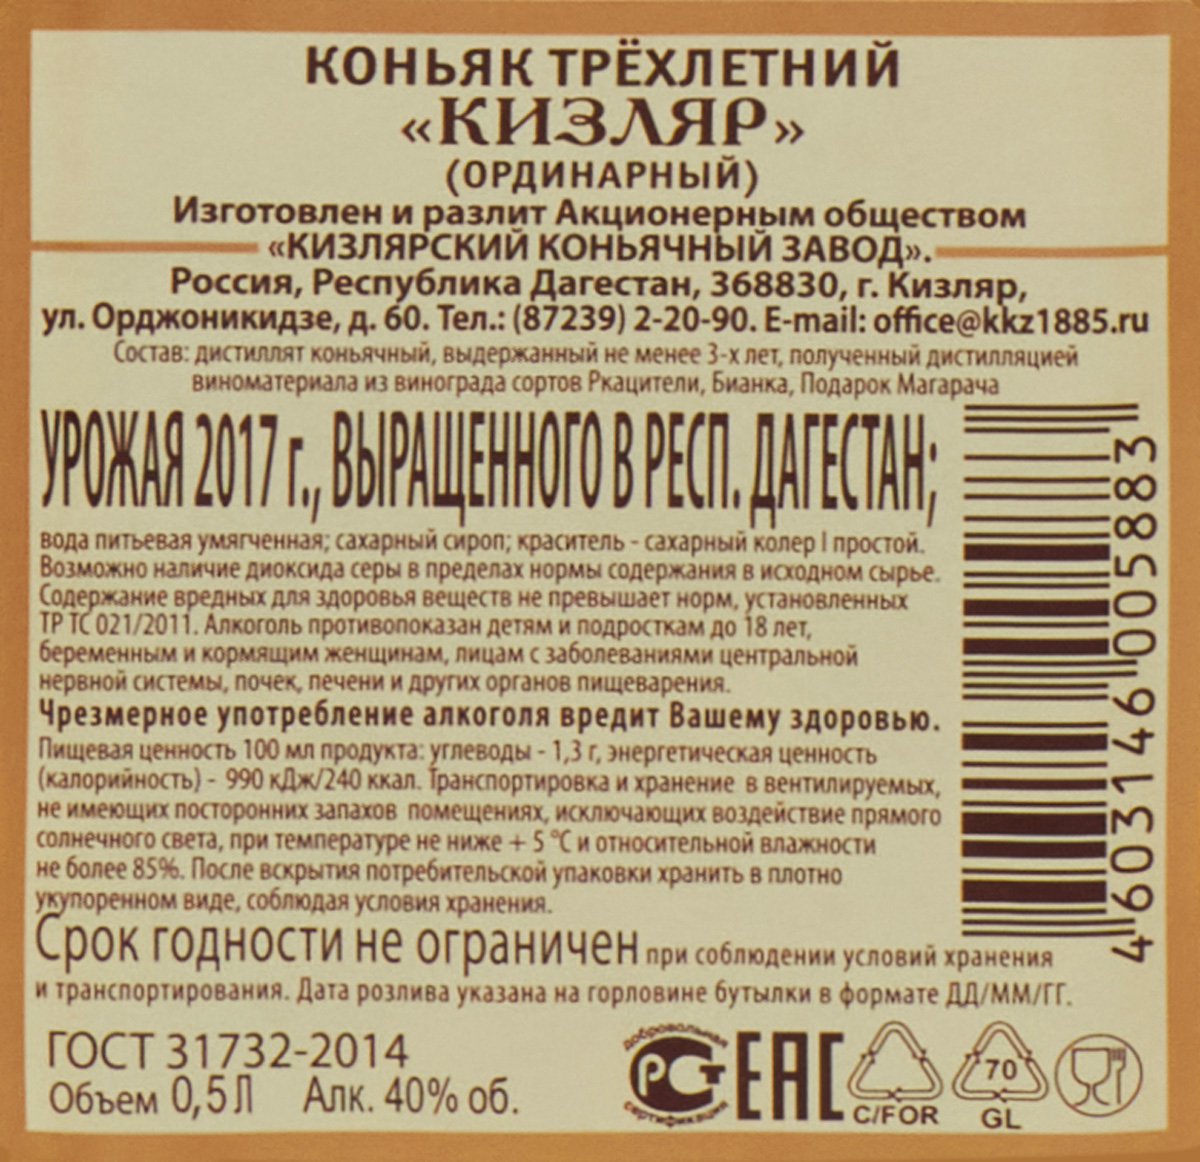 КОНЬЯК ТРЁХЛЕТНИЙ
«КИЗЛЯР»
(ОРДИНАРНЫЙ)
Изготовлен и разлит Акционерным обществом
«КИЗЛЯРСКИЙ КОНЬЯЧНЫЙ ЗАВОД».
Россия, Республика Дагестан, 368830, г. Кизляр,
ул. Орджоникидзе, д. 60. Тел.: (87239) 2-20-90. E-mail: office@kkz1885.ru
Состав: дистиллят коньячный, выдержанный не менее 3-х лет, полученный дистилляцией
виноматериала из винограда сортов Ркацители, Бианка, Подарок Магарача
УРОЖАЯ 2017 г., ВЫРАЩЕННОГО В РЕСП. ДАГЕСТАН;
вода питьевая умягченная; сахарный сироп; краситель - сахарный колер I простой.
Возможно наличие диоксида серы в пределах нормы содержания в исходном сырье.
Содержание вредных для здоровья веществ не превышает норм, установленных
ТР ТС 021/2011. Алкоголь противопоказан детям и подросткам до 18 лет,
беременным и кормящим женщинам, лицам с заболеваниями центральной
нервной системы, почек, печени и других органов пищеварения.
Чрезмерное употребление алкоголя вредит Вашему здоровью.
Пищевая ценность 100 мл продукта: углеводы - 1,3 г, энергетическая ценность
(калорийность) - 990 кДж/240 ккал. Транспортировка и хранение в вентилируемых,
не имеющих посторонних запахов помещениях, исключающих воздействие прямого
солнечного света, при температуре не ниже + 5 °С и относительной влажности
не более 85%. После вскрытия потребительской упаковки хранить в плотно
укупоренном виде, соблюдая условия хранения.
Срок годности не ограничен при соблюдении условий хранения
и транспортирования. Дата розлива указана на горловине бутылки в формате ДД/ММ/ГГ.
4 603146 005883
ГОСТ 31732-2014
Объем 0,5 Л Алк. 40% об.
добровольная
РСТ
сертификация
ЕАС
C/FOR
70
GL